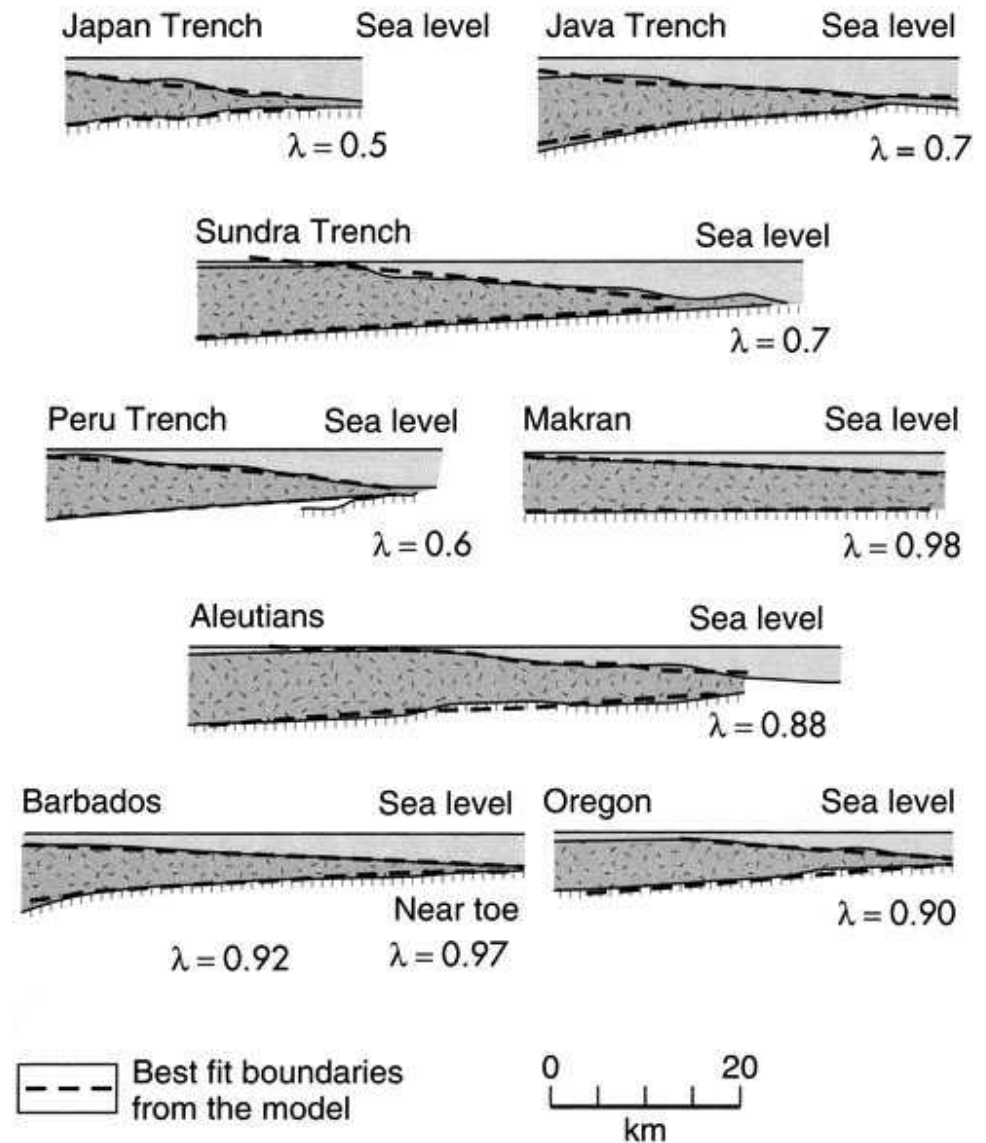 Japan Trench Sea level
λ = 0.5
Java Trench Sea level
λ = 0.7
Sundra Trench Sea level
λ = 0.7
Peru Trench Sea level
λ = 0.6
Makran Sea level
λ = 0.98
Aleutians Sea level
λ = 0.88
Barbados Sea level
Near toe
λ = 0.92 λ = 0.97
Oregon Sea level
λ = 0.90
Best fit boundaries
from the model
0 20
km